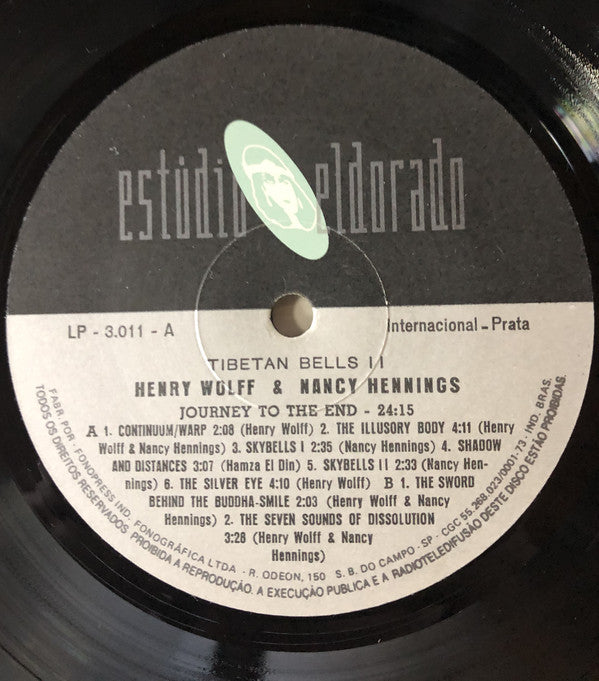 estúdio eldorado
LP - 3.011 - A
Internacional - Prata
TIBETAN BELLS II
HENRY WOLFF & NANCY HENNINGS
JOURNEY TO THE END - 24:15
A 1. CONTINUUM/WARP 2:08 (Henry Wolff) 2. THE ILLUSORY BODY 4:11 (Henry
Wolff & Nancy Hennings) 3. SKYBELLS I 2:35 (Nancy Hennings) 4. SHADOW
AND DISTANCES 3:07 (Hamza El Din) 5. SKYBELLS II 2:33 (Nancy Hen-
nings) 6. THE SILVER EYE 4:10 (Henry Wolff) B 1. THE SWORD
BEHIND THE BUDDHA-SMILE 2:03 (Henry Wolff & Nancy
Hennings) 2. THE SEVEN SOUNDS OF DISSOLUTION
3:26 (Henry Wolff & Nancy
Hennings)
FABR. POR - FONOPRESS IND. FONOGRÁFICA LTDA - R. ODEON, 150 S. B. DO CAMPO - SP - CGC 55.368.023/0001-73 - IND. BRAS.
TODOS OS DIREITOS RESERVADOS. PROIBIDA A REPRODUÇÃO. A EXECUÇÃO PUBLICA E A RADIOTELEDIFUSÃO DESTE DISCO ESTÃO PROIBIDAS.